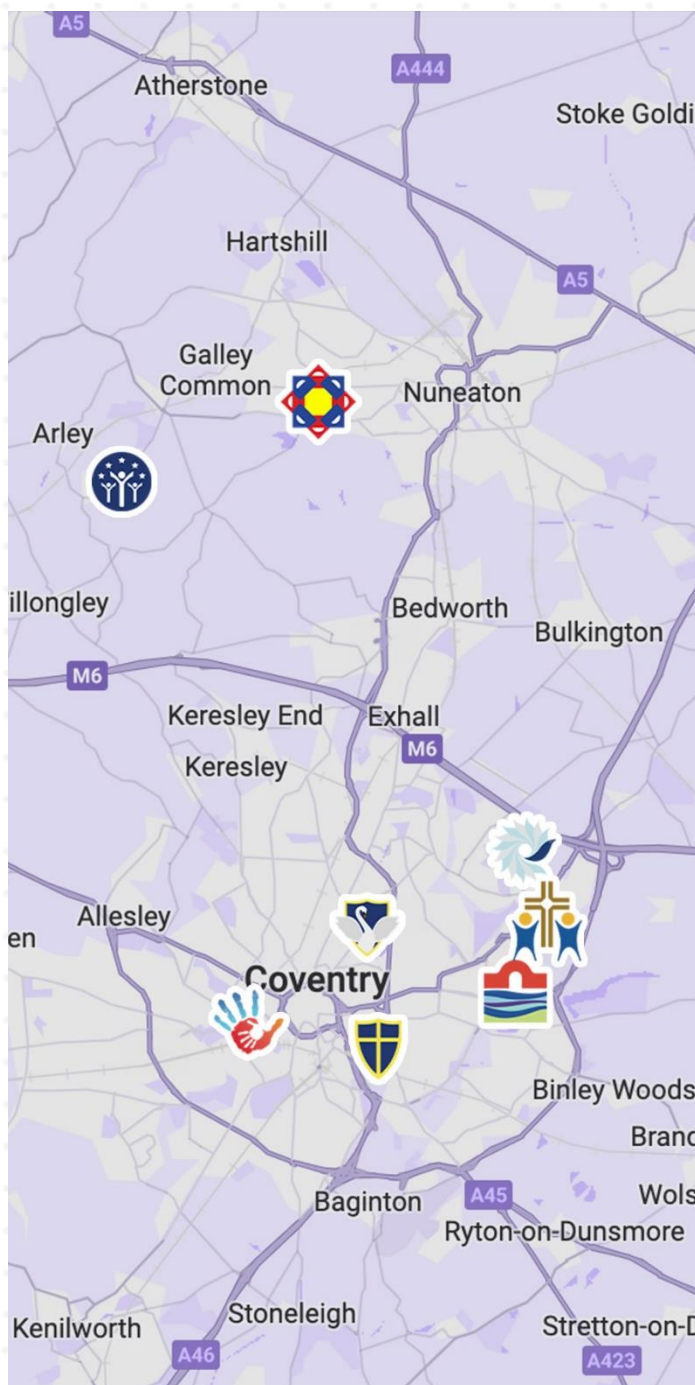 A5
Atherstone
A444
Stoke Goldi
Hartshill
A5
Galley
Common
Nuneaton
Arley
illongley
Bedworth
Bulkington
M6
Keresley End
Exhall
M6
Keresley
Allesley
en
Coventry
Binley Woods
Branc
Baginton
A45
Wols
Ryton-on-Dunsmore
Stoneleigh
Kenilworth
Stretton-on-D
A46
A423